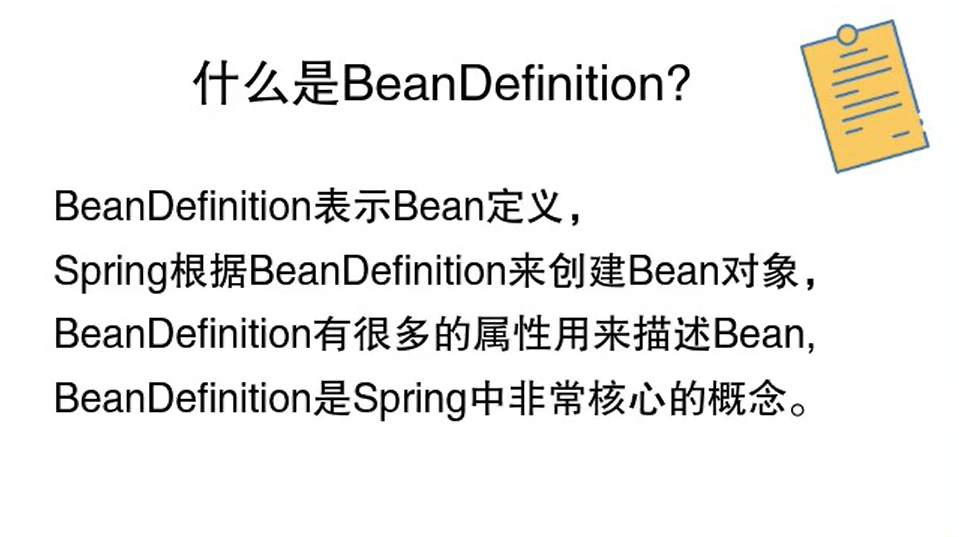 什么是BeanDefinition?
BeanDefinition表示Bean定义，
Spring根据BeanDefinition来创建Bean对象，
BeanDefinition有很多的属性用来描述Bean,
BeanDefinition是Spring中非常核心的概念。